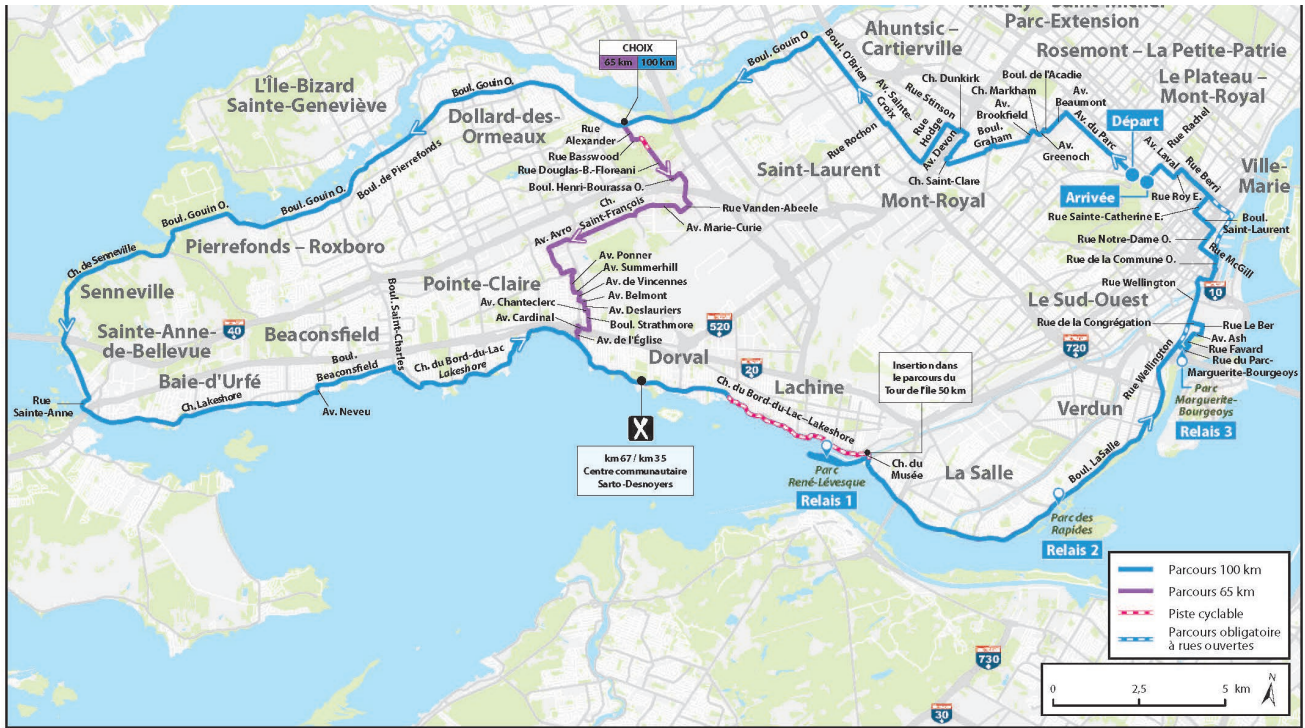 Villeray – Saint-Michel
Parc-Extension
Ahuntsic –
Cartierville
Rosemont – La Petite-Patrie
Le Plateau –
Mont-Royal
CHOIX
65 km
100 km
Boul. Gouin O
Boul. O'Brien
L'Île-Bizard
Sainte-Geneviève
Boul. Gouin O.
Dollard-des-
Ormeaux
Ch. Dunkirk
Ch. Markham
Boul. de l'Acadie
Av.
Beaumont
Av.
Brookfield
Boul.
Graham
Rue Stinson
Rue
Hodge
Av. Sainte-
Croix
Av. Devon
Rue Rochon
Av.
Greenoch
Av. du Parc
Départ
Rue Rachel
Av. Laval
Rue Berri
Ville-
Marie
Rue
Alexander
Rue Basswood
Rue Douglas-B.-Floreani
Boul. Henri-Bourassa O.
Saint-Laurent
Ch. Saint-Clare
Mont-Royal
Arrivée
Rue Roy E.
Boul. de Pierrefonds
Boul. Gouin O.
Boul. Gouin O.
Ch.
Saint-François
Rue Vanden-Abeele
Av. Marie-Curie
Rue Sainte-Catherine E.
Boul.
Saint-Laurent
Pierrefonds – Roxboro
Av. Avro
Rue Notre-Dame O.
Ch. de Senneville
Rue de la Commune O.
Rue McGill
Av. Ponner
Av. Summerhill
Av. de Vincennes
Av. Belmont
Av. Chanteclerc
Av. Deslauriers
Av. Cardinal
Boul. Strathmore
Av. de l'Église
Pointe-Claire
Senneville
Rue Wellington
10
Le Sud-Ouest
Sainte-Anne-
de-Bellevue
40
Beaconsfield
Boul. Saint-Charles
520
720
Rue de la Congrégation
Rue Le Ber
Av. Ash
Rue Favard
Rue du Parc-
Marguerite-Bourgeoys
Dorval
20
Insertion dans
le parcours du
Tour de l'Île 50 km
Rue Wellington
Parc
Marguerite-
Bourgeoys
Relais 3
Boul.
Beaconsfield
Ch. du Bord-du-Lac
Lakeshore
Baie-d'Urfé
Rue
Sainte-Anne
Ch. Lakeshore
Av. Neveu
Lachine
Ch. du Bord-du-Lac–Lakeshore
Verdun
km 67 / km 35
Centre communautaire
Sarto-Desnoyers
Ch. du
Musée
La Salle
Boul. LaSalle
Parc
René-Lévesque
Relais 1
Parc des
Rapides
Relais 2
Parcours 100 km
Parcours 65 km
Piste cyclable
Parcours obligatoire
à rues ouvertes
730
30
0 2,5 5 km
N